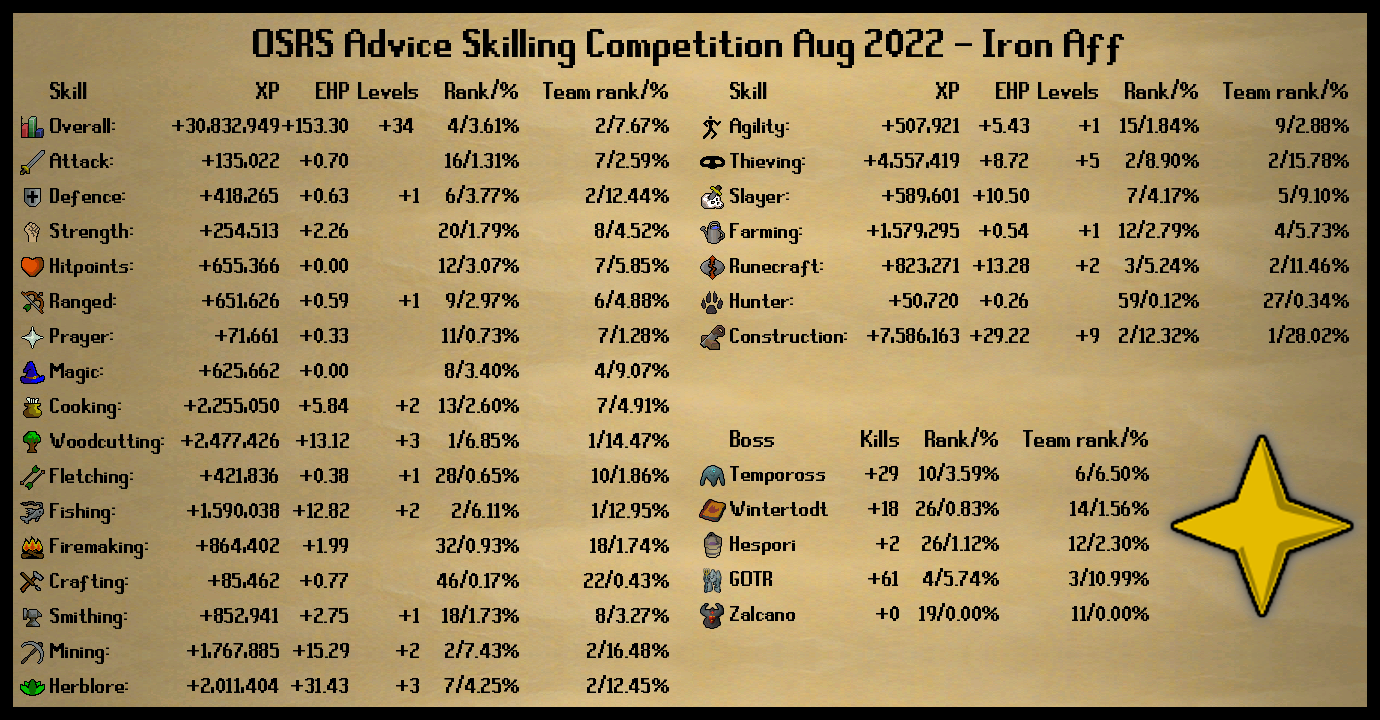 OSRS Advice Skilling Competition Aug 2022 - Iron Aff
Skill XP EHP Levels Rank/% Team rank/%
Overall: +30,832,949 +153.30 +34 4/3.61% 2/7.67%
Attack: +135,022 +0.70 16/1.31% 7/2.59%
Defence: +418,265 +0.63 +1 6/3.77% 2/12.44%
Strength: +254,513 +2.26 20/1.79% 8/4.52%
Hitpoints: +655,366 +0.00 12/3.07% 7/5.85%
Ranged: +651,626 +0.59 +1 9/2.97% 6/4.88%
Prayer: +71,661 +0.33 11/0.73% 7/1.28%
Magic: +625,662 +0.00 8/3.40% 4/9.07%
Cooking: +2,255,050 +5.84 +2 13/2.60% 7/4.91%
Woodcutting: +2,477,426 +13.12 +3 1/6.85% 1/14.47%
Fletching: +421,836 +0.38 +1 28/0.65% 10/1.86%
Fishing: +1,590,038 +12.82 +2 2/6.11% 1/12.95%
Firemaking: +864,402 +1.99 32/0.93% 18/1.74%
Crafting: +85,462 +0.77 46/0.17% 22/0.43%
Smithing: +852,941 +2.75 +1 18/1.73% 8/3.27%
Mining: +1,767,885 +15.29 +2 2/7.43% 2/16.48%
Herblore: +2,011,404 +31.43 +3 7/4.25% 2/12.45%
Skill XP EHP Levels Rank/% Team rank/%
Agility: +507,921 +5.43 +1 15/1.84% 9/2.88%
Thieving: +4,557,419 +8.72 +5 2/8.90% 2/15.78%
Slayer: +589,601 +10.50 7/4.17% 5/9.10%
Farming: +1,579,295 +0.54 +1 12/2.79% 4/5.73%
Runecraft: +823,271 +13.28 +2 3/5.24% 2/11.46%
Hunter: +50,720 +0.26 59/0.12% 27/0.34%
Construction: +7,586,163 +29.22 +9 2/12.32% 1/28.02%
Boss Kills Rank/% Team rank/%
Tempoross +29 10/3.59% 6/6.50%
Wintertodt +18 26/0.83% 14/1.56%
Hespori +2 26/1.12% 12/2.30%
GOTR +61 4/5.74% 3/10.99%
Zalcano +0 19/0.00% 11/0.00%